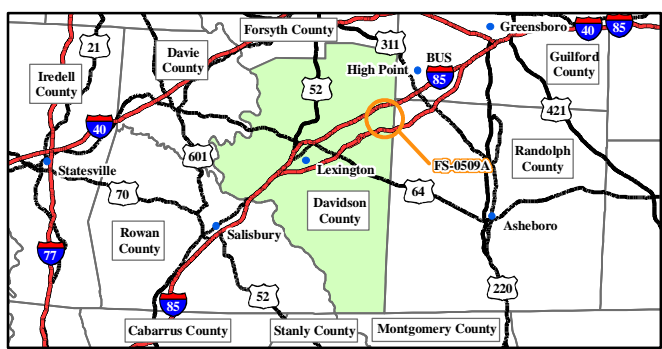 Forsyth County
Greensboro
40
85
21
Davie
County
311
BUS
85
Guilford
County
Iredell
County
High Point
52
421
40
601
FS-0509A
Randolph
County
Statesville
Lexington
70
64
Davidson
County
Asheboro
Rowan
County
Salisbury
77
85
52
220
Cabarrus County
Stanly County
Montgomery County